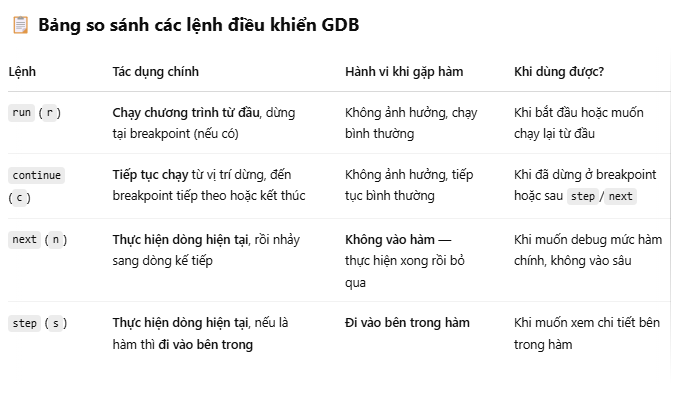 📋 Bảng so sánh các lệnh điều khiển GDB
Lệnh Tác dụng chính Hành vi khi gặp hàm Khi dùng được?
run ( r ) Chạy chương trình từ đầu, dừng Không ảnh hưởng, chạy Khi bắt đầu hoặc muốn
tại breakpoint (nếu có) bình thường chạy lại từ đầu
continue Tiếp tục chạy từ vị trí dừng, đến Không ảnh hưởng, tiếp Khi đã dừng ở breakpoint
( c ) breakpoint tiếp theo hoặc kết thúc tục bình thường hoặc sau step / next
next ( n ) Thực hiện dòng hiện tại, rồi nhảy Không vào hàm — Khi muốn debug mức hàm
sang dòng kế tiếp thực hiện xong rồi bỏ chính, không vào sâu
qua
step ( s ) Thực hiện dòng hiện tại, nếu là Đi vào bên trong hàm Khi muốn xem chi tiết bên
hàm thì đi vào bên trong trong hàm